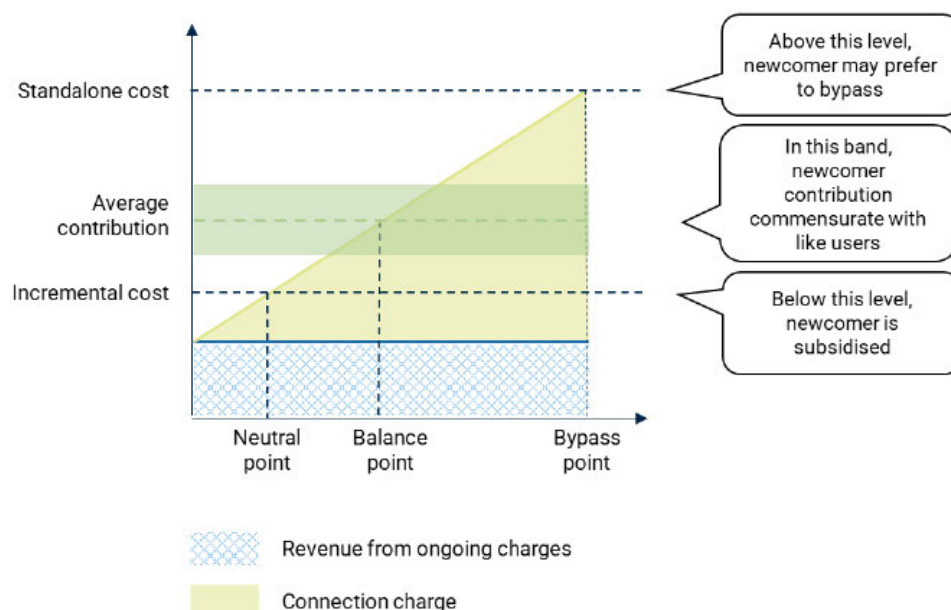 Standalone cost
Average
contribution
Incremental cost
Above this level,
newcomer may prefer
to bypass
In this band,
newcomer
contribution
commensurate with
like users
Below this level,
newcomer is
subsidised
Neutral
point
Balance
point
Bypass
point
Revenue from ongoing charges
Connection charge